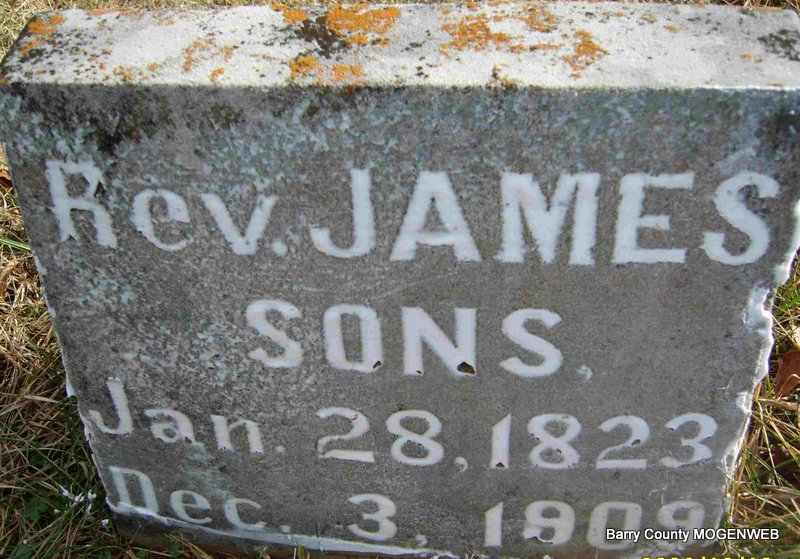 Rev. JAMES
SONS,
Jan. 28, 1823
Dec. 3, 1909
Barry County MOGENWEB